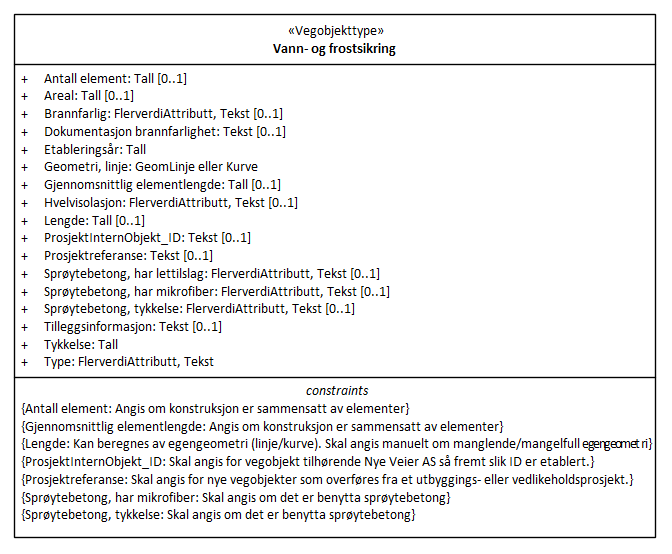 «Vegobjekttype»
Vann- og frostsikring
+ Antall element: Tall [0..1]
+ Areal: Tall [0..1]
+ Brannfarlig: FlerverdiAttributt, Tekst [0..1]
+ Dokumentasjon brannfarlighet: Tekst [0..1]
+ Etableringsår: Tall
+ Geometri, linje: GeomLinje eller Kurve
+ Gjennomsnittlig elementlengde: Tall [0..1]
+ Hvelvisolasjon: FlerverdiAttributt, Tekst [0..1]
+ Lengde: Tall [0..1]
+ ProsjektInternObjekt_ID: Tekst [0..1]
+ Prosjektreferanse: Tekst [0..1]
+ Sprøytebetong, har lettilslag: FlerverdiAttributt, Tekst [0..1]
+ Sprøytebetong, har mikrofiber: FlerverdiAttributt, Tekst [0..1]
+ Sprøytebetong, tykkelse: FlerverdiAttributt, Tekst [0..1]
+ Tilleggsinformasjon: Tekst [0..1]
+ Tykkelse: Tall
+ Type: FlerverdiAttributt, Tekst
constraints
{Antall element: Angis om konstruksjon er sammensatt av elementer}
{Gjennomsnittlig elementlengde: Angis om konstruksjon er sammensatt av elementer}
{Lengde: Kan beregnes av egengeometri (linje/kurve). Skal angis manuelt om manglende/mangelfull egengeometri}
{ProsjektInternObjekt_ID: Skal angis for vegobjekt tilhørende Nye Veier AS så fremt slik ID er etablert.}
{Prosjektreferanse: Skal angis for nye vegobjekter som overføres fra et utbyggings- eller vedlikeholdsprosjekt.}
{Sprøytebetong, har mikrofiber: Skal angis om det er benytta sprøytebetong}
{Sprøytebetong, tykkelse: Skal angis om det er benytta sprøytebetong}